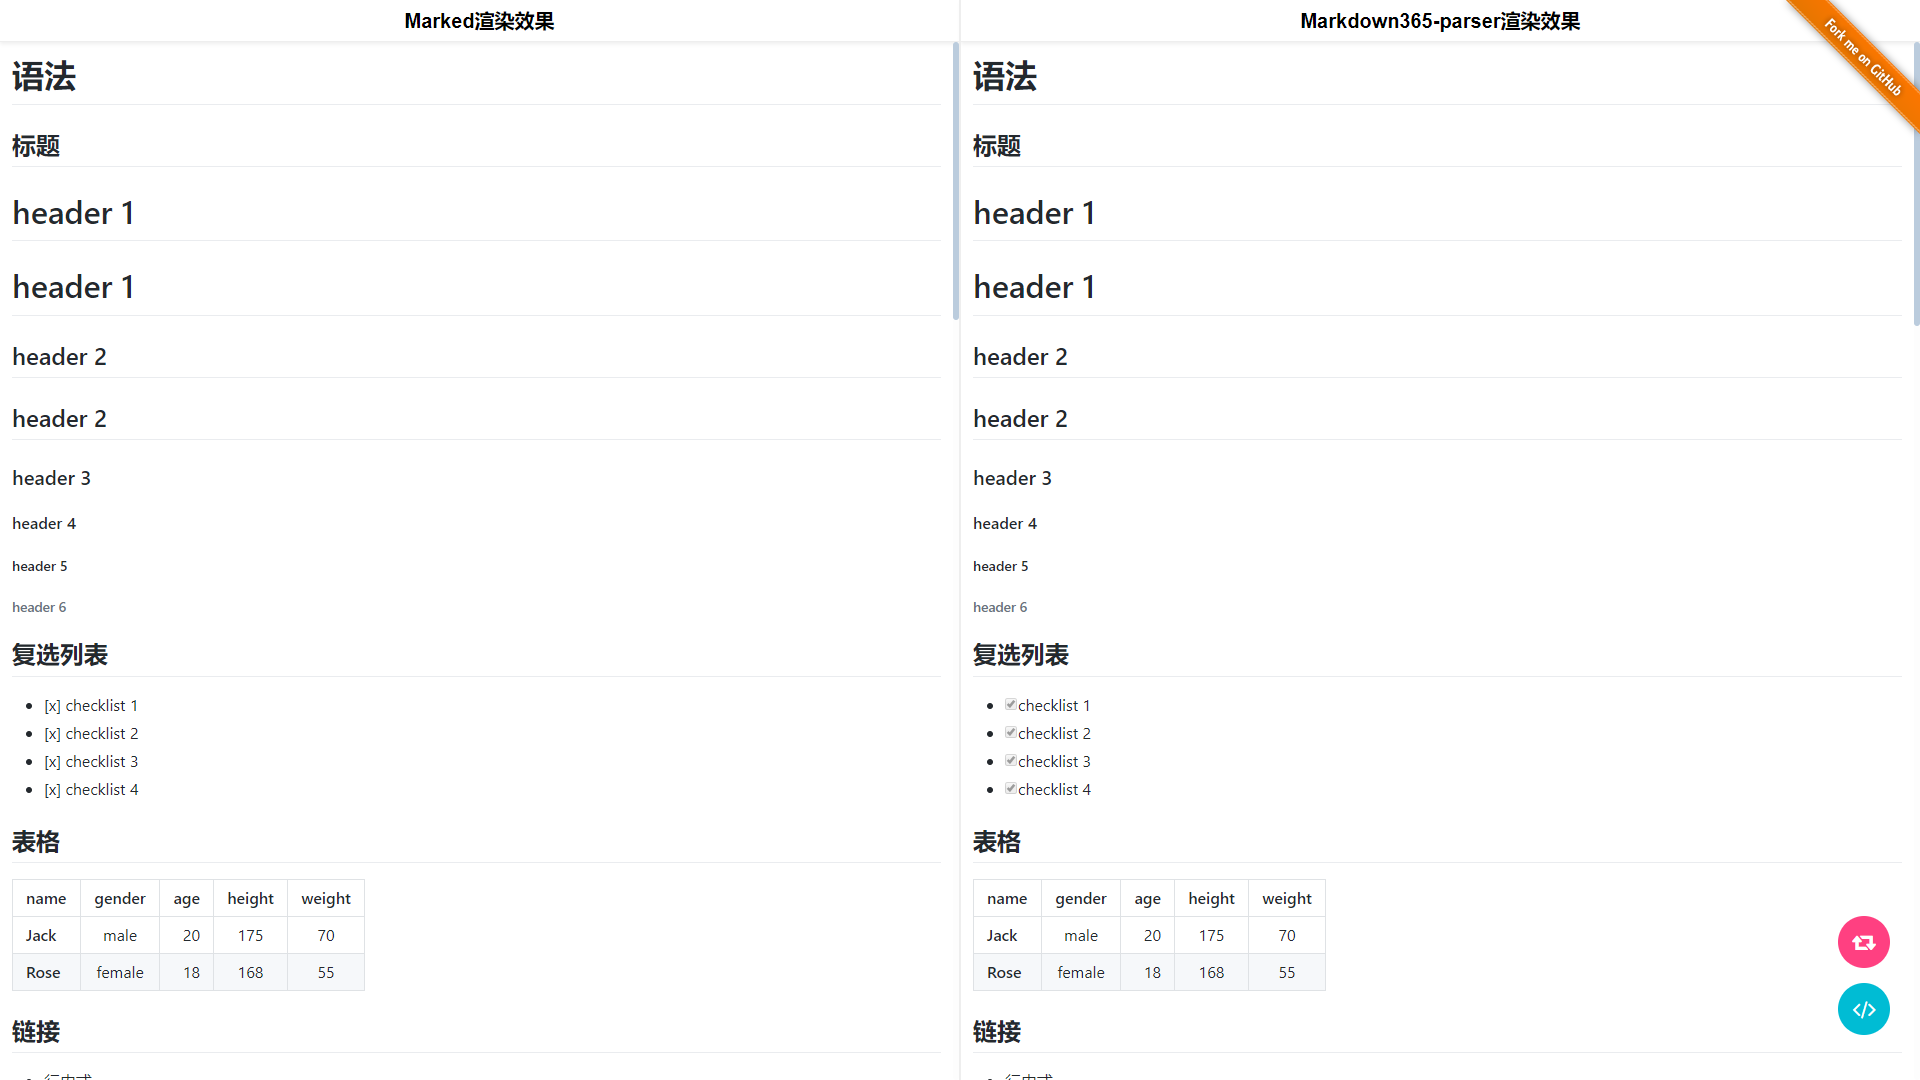 Marked渲染效果
语法
标题
header 1
header 1
header 2
header 2
header 3
header 4
header 5
header 6
复选列表
[x] checklist 1
[x] checklist 2
[x] checklist 3
[x] checklist 4
表格
name gender age height weight
Jack male 20 175 70
Rose female 18 168 55
链接
Markdown365-parser渲染效果
Fork me on GitHub
语法
标题
header 1
header 1
header 2
header 2
header 3
header 4
header 5
header 6
复选列表
checklist 1
checklist 2
checklist 3
checklist 4
表格
name gender age height weight
Jack male 20 175 70
Rose female 18 168 55
链接